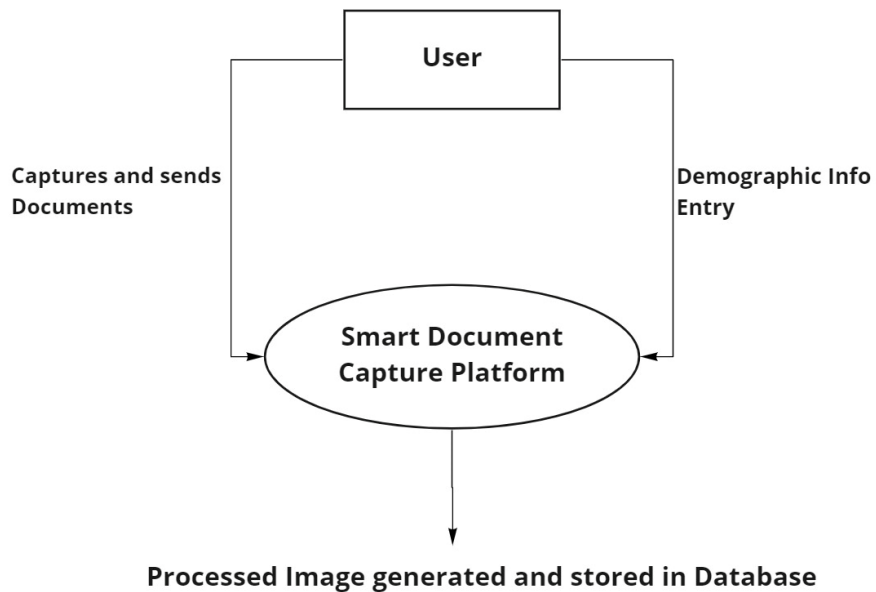 User
Captures and sends
Documents
Demographic Info
Entry
Smart Document
Capture Platform
Processed Image generated and stored in Database